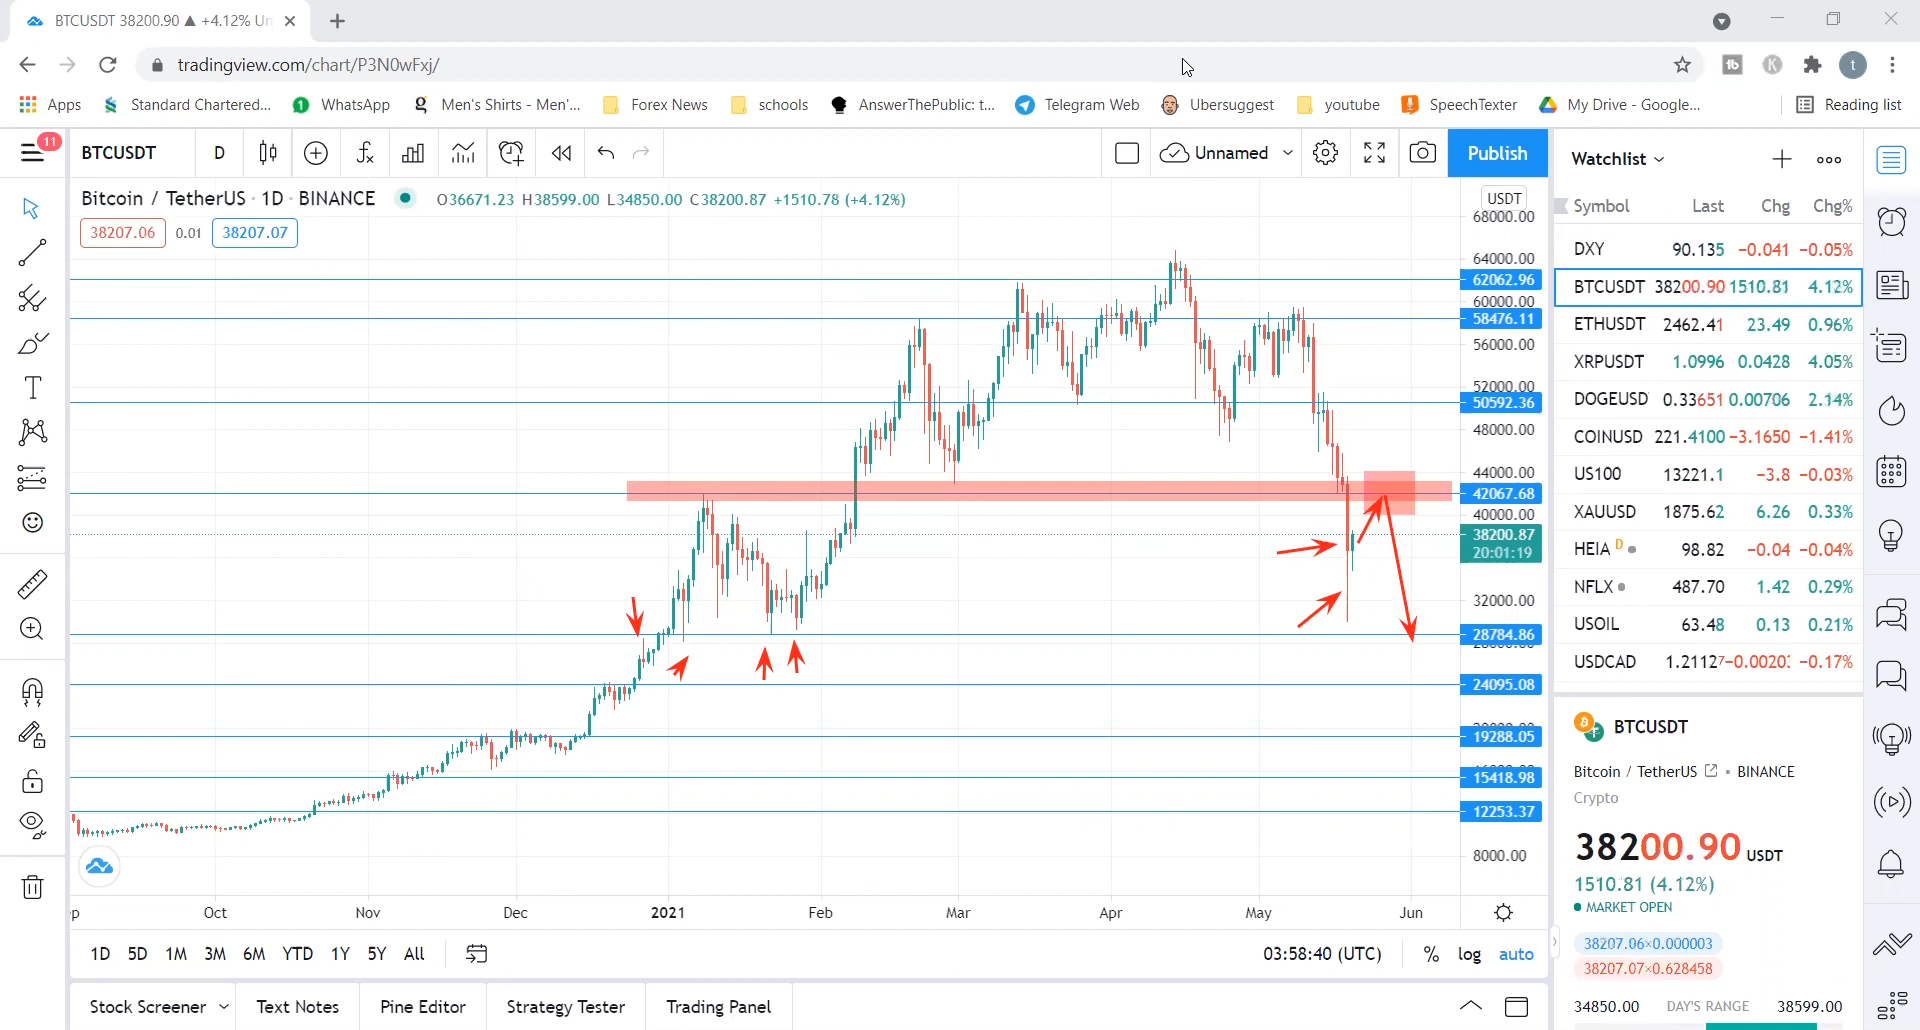 BTCUSDT 38200.90 ▲ +4.12% Un
tradingview.com/chart/P3N0wFxj/
Apps Standard Chartered... WhatsApp Men's Shirts - Men'... Forex News schools AnswerThePublic: t... Telegram Web Ubersuggest youtube SpeechTexter My Drive - Google... Reading list
11 BTCUSDT D Unnamed Publish
Bitcoin / TetherUS · 1D · BINANCE O36671.23 H38599.00 L34850.00 C38200.87 +1510.78 (+4.12%)
38207.06 0.01 38207.07
USDT
68000.00
64000.00
62062.96
60000.00
58476.11
56000.00
52000.00
50592.36
48000.00
44000.00
42067.68
40000.00
38200.87
20:01:19
32000.00
28784.86
24095.08
19288.05
15418.98
12253.37
8000.00
Oct Nov Dec 2021 Feb Mar Apr May Jun
1D 5D 1M 3M 6M YTD 1Y 5Y All 03:58:40 (UTC) % log auto
Stock Screener Text Notes Pine Editor Strategy Tester Trading Panel
Watchlist
Symbol Last Chg Chg%
DXY 90.135 −0.041 −0.05%
BTCUSDT 38200.90 1510.81 4.12%
ETHUSDT 2462.41 23.49 0.96%
XRPUSDT 1.0996 0.0428 4.05%
DOGEUSD 0.33651 0.00706 2.14%
COINUSD 221.4100 −3.1650 −1.41%
US100 13221.1 −3.8 −0.03%
XAUUSD 1875.62 6.26 0.33%
HEIA D 98.82 −0.04 −0.04%
NFLX 487.70 1.42 0.29%
USOIL 63.48 0.13 0.21%
USDCAD 1.21127 −0.0020 −0.17%
BTCUSDT
Bitcoin / TetherUS • BINANCE
Crypto
38200.90 USDT
1510.81 (4.12%)
MARKET OPEN
38207.06×0.000003
38207.07×0.628458
34850.00 DAY'S RANGE 38599.00